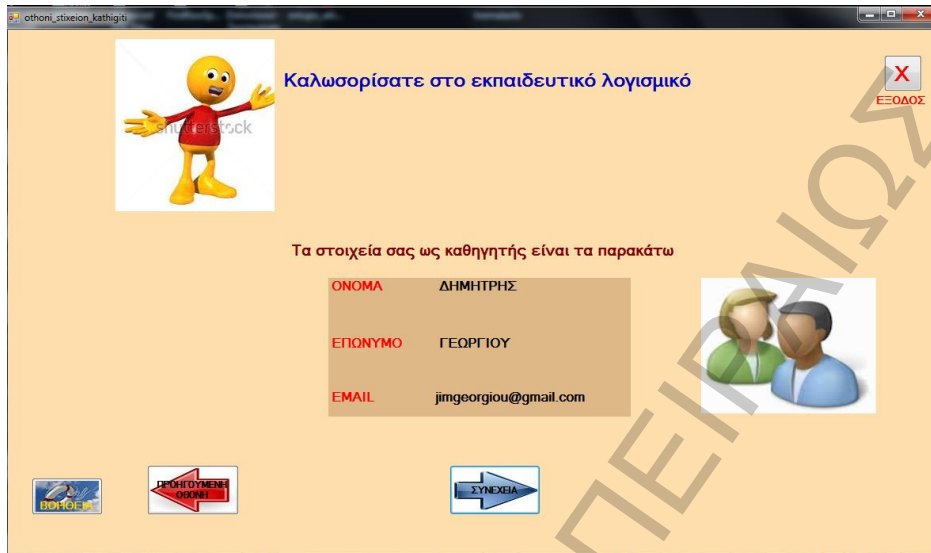 othoni_stixeion_kathigiti
Καλωσορίσατε στο εκπαιδευτικό λογισμικό
X
ΕΞΟΔΟΣ
shutterstock
Τα στοιχεία σας ως καθηγητής είναι τα παρακάτω
ΟΝΟΜΑ ΔΗΜΗΤΡΗΣ
ΕΠΩΝΥΜΟ ΓΕΩΡΓΙΟΥ
EMAIL jimgeorgiou@gmail.com
ΒΟΗΘΕΙΑ
ΠΡΟΗΓΟΥΜΕΝΗ
ΟΘΟΝΗ
ΣΥΝΕΧΕΙΑ
ΠΕΙΡΑΙΩΣ